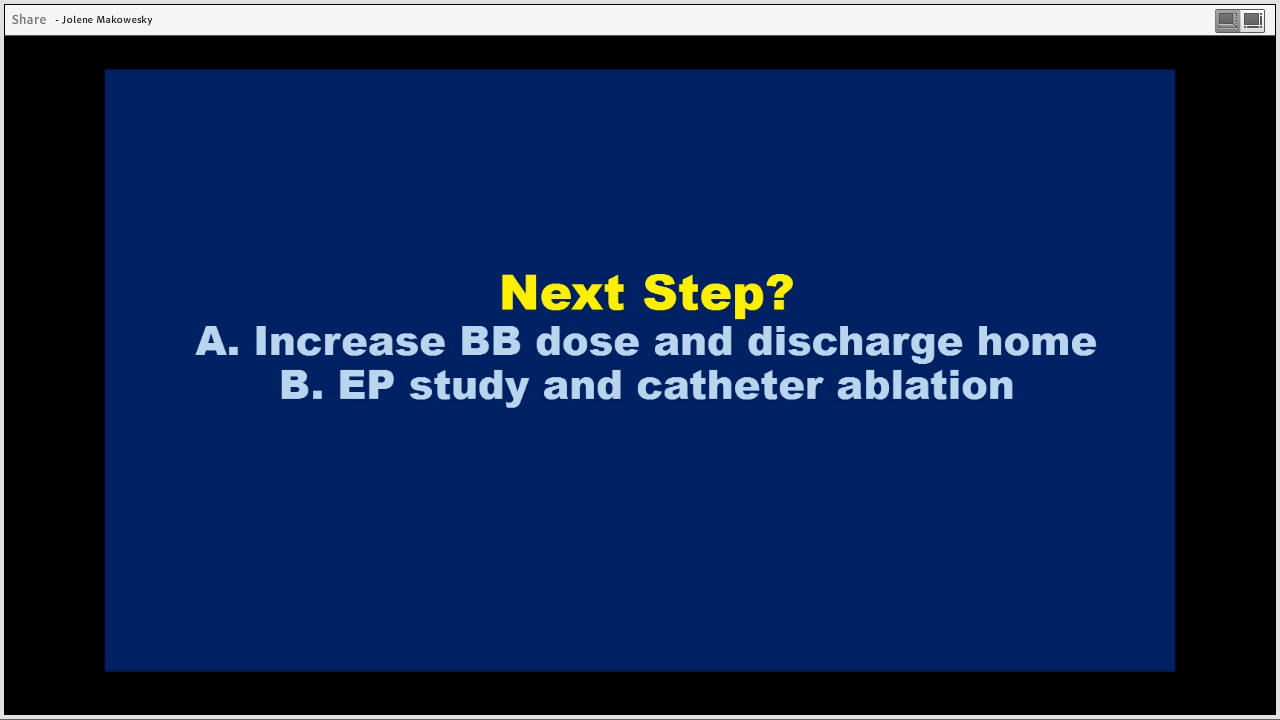 Share - Jolene Makowesky
Next Step?
A. Increase BB dose and discharge home
B. EP study and catheter ablation